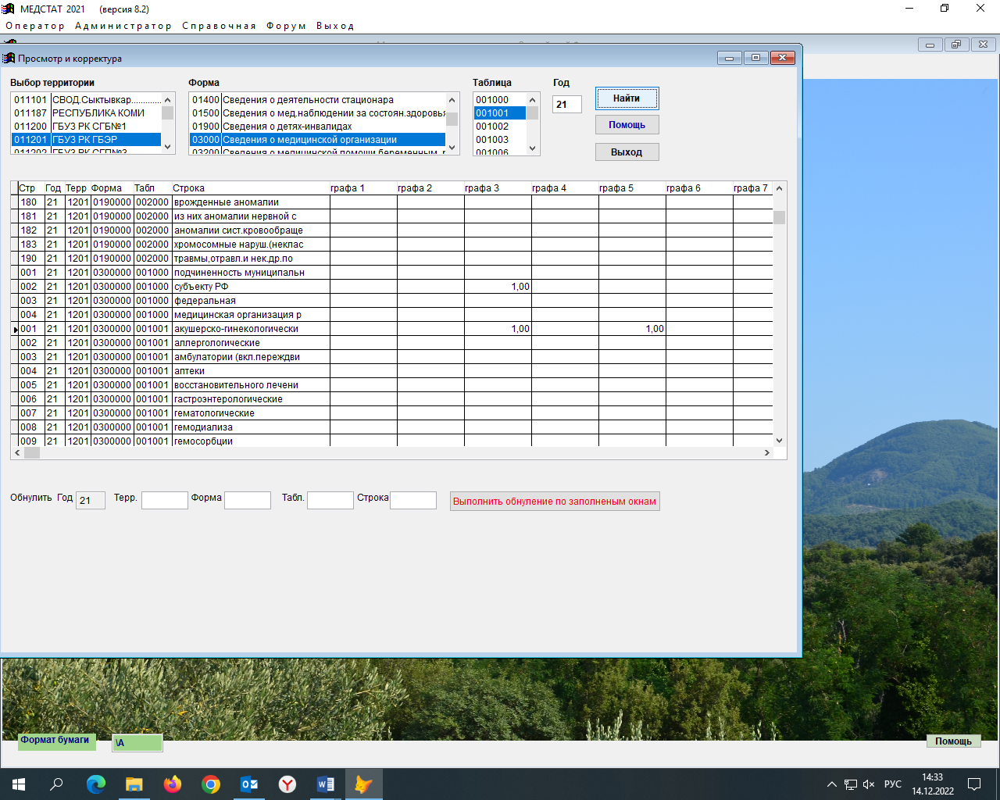 МЕДСТАТ 2021 (версия 8.2)
Оператор Администратор Справочная Форум Выход
Просмотр и корректура
Выбор территории Форма Таблица Год
011101 СВОД.Сыктывкар............
011187 РЕСПУБЛИКА КОМИ
011200 ГБУЗ РК СГБ№1
011201 ГБУЗ РК ГБЭР
011202 ГБУЗ РК СГП№3
01400 Сведения о деятельности стационара
01500 Сведения о мед.наблюдении за состоян.здоровья
01900 Сведения о детях-инвалидах
03000 Сведения о медицинской организации
03200 Сведения о медицинской помощи беременным,
001000
001001
001002
001003
001006
21
Найти
Помощь
Выход
Стр Год Терр Форма Табл Строка графа 1 графа 2 графа 3 графа 4 графа 5 графа 6 графа 7
180 21 1201 0190000 002000 врожденные аномалии
181 21 1201 0190000 002000 из них аномалии нервной с
182 21 1201 0190000 002000 аномалии сист.кровообраще
183 21 1201 0190000 002000 хромосомные наруш.(неклас
190 21 1201 0190000 002000 травмы,отравл.и нек.др.по
001 21 1201 0300000 001000 подчиненность муниципальн
002 21 1201 0300000 001000 субъекту РФ 1,00
003 21 1201 0300000 001000 федеральная
004 21 1201 0300000 001000 медицинская организация р
001 21 1201 0300000 001001 акушерско-гинекологически 1,00 1,00
002 21 1201 0300000 001001 аллергологические
003 21 1201 0300000 001001 амбулатории (вкл.переждви
004 21 1201 0300000 001001 аптеки
005 21 1201 0300000 001001 восстановительного лечени
006 21 1201 0300000 001001 гастроэнтерологические
007 21 1201 0300000 001001 гематологические
008 21 1201 0300000 001001 гемодиализа
009 21 1201 0300000 001001 гемосорбции
Обнулить Год 21 Терр. Форма Табл. Строка Выполнить обнуление по заполненым окнам
Формат бумаги \А Помощь
РУС 14:33
14.12.2022